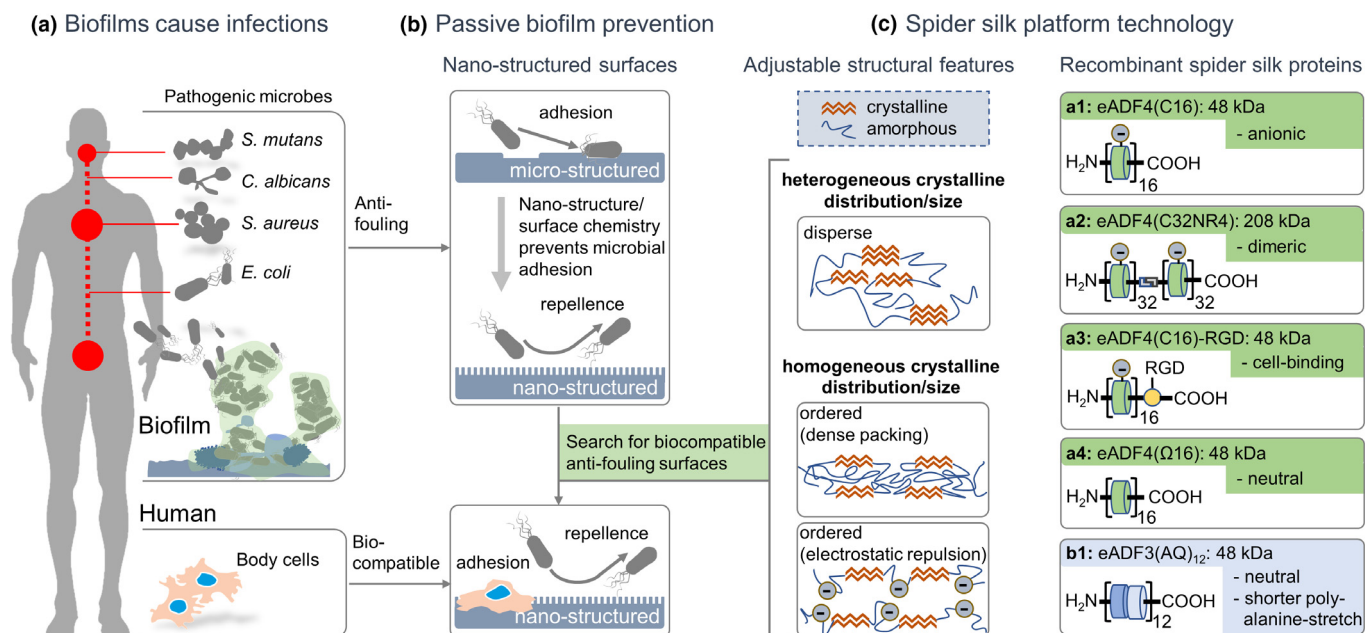 (a) Biofilms cause infections
Pathogenic microbes
S. mutans
C. albicans
S. aureus
E. coli
Biofilm
Anti-
fouling
Human
Body cells
Bio-
compatible
(b) Passive biofilm prevention
Nano-structured surfaces
adhesion
micro-structured
Nano-structure/
surface chemistry
prevents microbial
adhesion
repellence
nano-structured
Search for biocompatible
anti-fouling surfaces
repellence
adhesion
nano-structured
(c) Spider silk platform technology
Adjustable structural features
crystalline
amorphous
heterogeneous crystalline
distribution/size
disperse
homogeneous crystalline
distribution/size
ordered
(dense packing)
ordered
(electrostatic repulsion)
Recombinant spider silk proteins
a1: eADF4(C16): 48 kDa
- anionic
H₂N COOH
16
a2: eADF4(C32NR4): 208 kDa
- dimeric
H₂N COOH
32 32
a3: eADF4(C16)-RGD: 48 kDa
- cell-binding
RGD
H₂N COOH
16
a4: eADF4(Ω16): 48 kDa
- neutral
H₂N COOH
16
b1: eADF3(AQ)₁₂: 48 kDa
- neutral
- shorter poly-
alanine-stretch
H₂N COOH
12